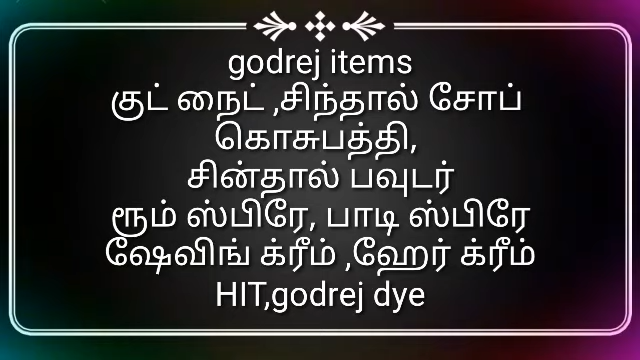 godrej items
குட் நைட் ,சிந்தால் சோப்
கொசுபத்தி,
சின்தால் பவுடர்
ரூம் ஸ்பிரே, பாடி ஸ்பிரே
ஷேவிங் க்ரீம் ,ஹேர் க்ரீம்
HIT,godrej dye